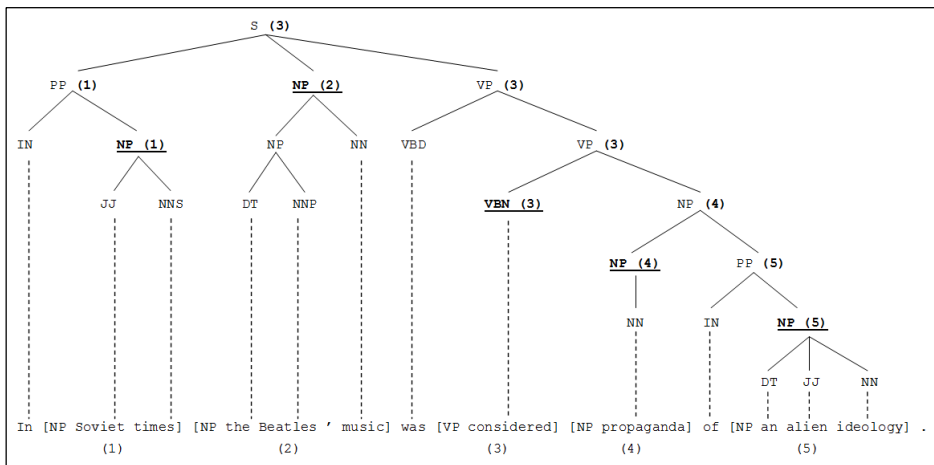 S (3)
PP (1) NP (2) VP (3)
IN NP (1) NP NN VBD VP (3)
JJ NNS DT NNP VBN (3) NP (4)
NP (4) PP (5)
NN IN NP (5)
DT JJ NN
In [NP Soviet times] [NP the Beatles ’ music] was [VP considered] [NP propaganda] of [NP an alien ideology] .
(1) (2) (3) (4) (5)